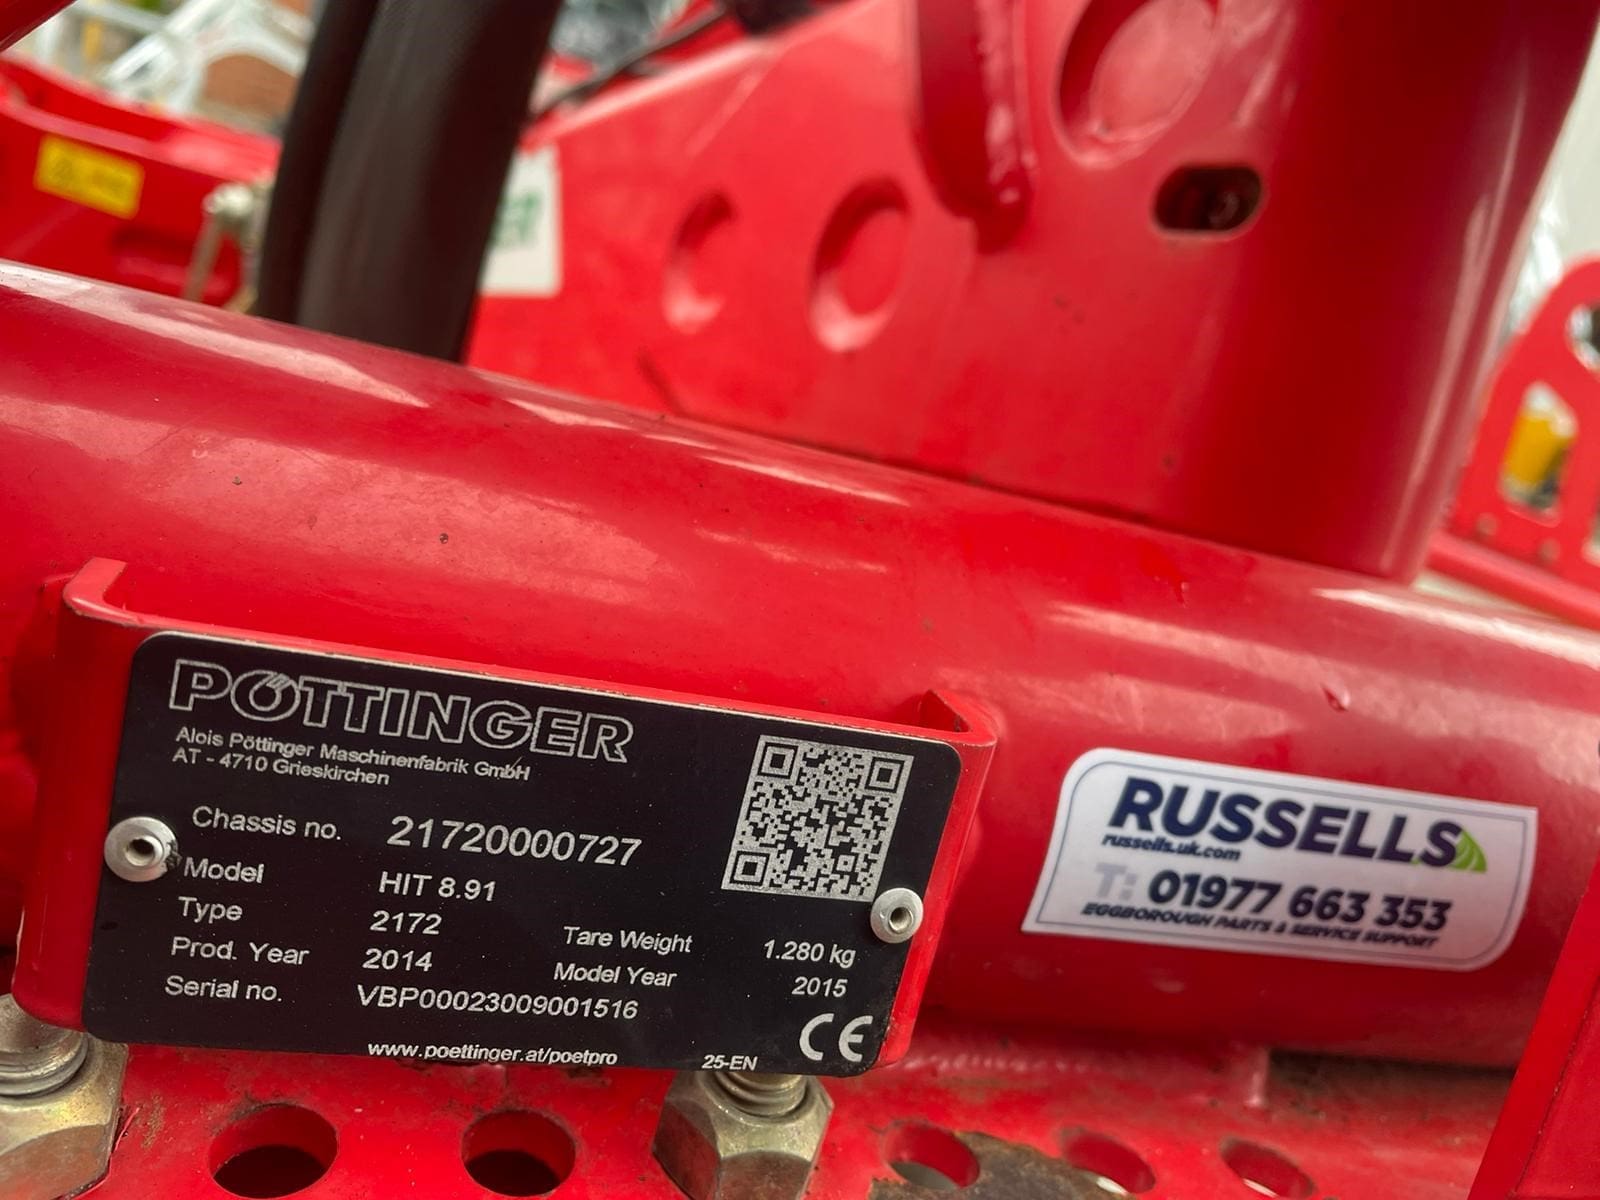 PÖTTINGER
Alois Pöttinger Maschinenfabrik GmbH
AT - 4710 Grieskirchen
Chassis no. 21720000727
Model HIT 8.91
Type 2172 Tare Weight 1.280 kg
Prod. Year 2014 Model Year 2015
Serial no. VBP00023009001516
www.poettinger.at/poetpro 25-EN CE
RUSSELLS
russells.uk.com
T: 01977 663 353
EGGBOROUGH PARTS & SERVICE SUPPORT